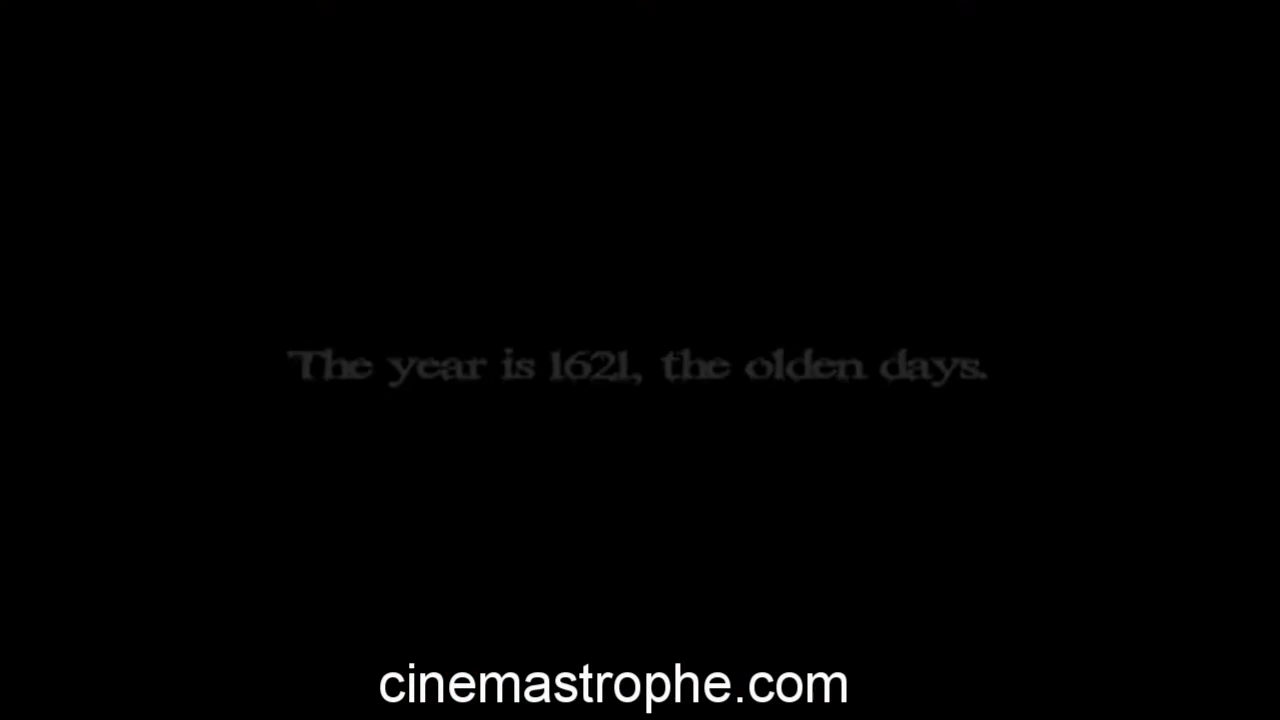 The year is 1621, the olden days.
cinemastrophe.com